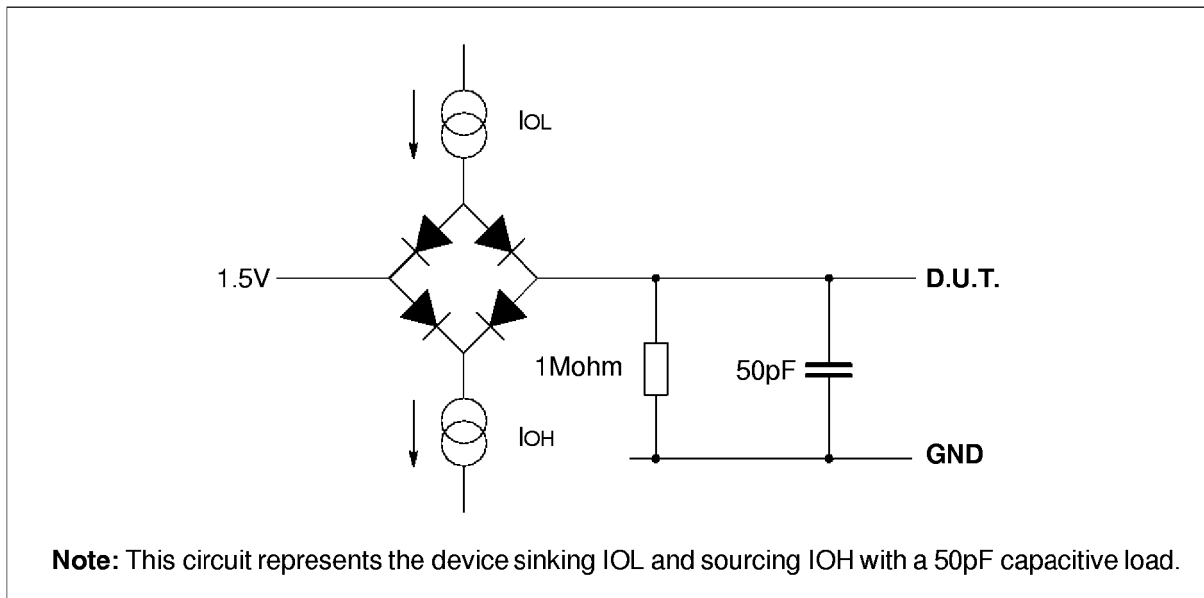 IOL
1.5V
D.U.T.
1Mohm
50pF
IOH
GND
Note: This circuit represents the device sinking IOL and sourcing IOH with a 50pF capacitive load.